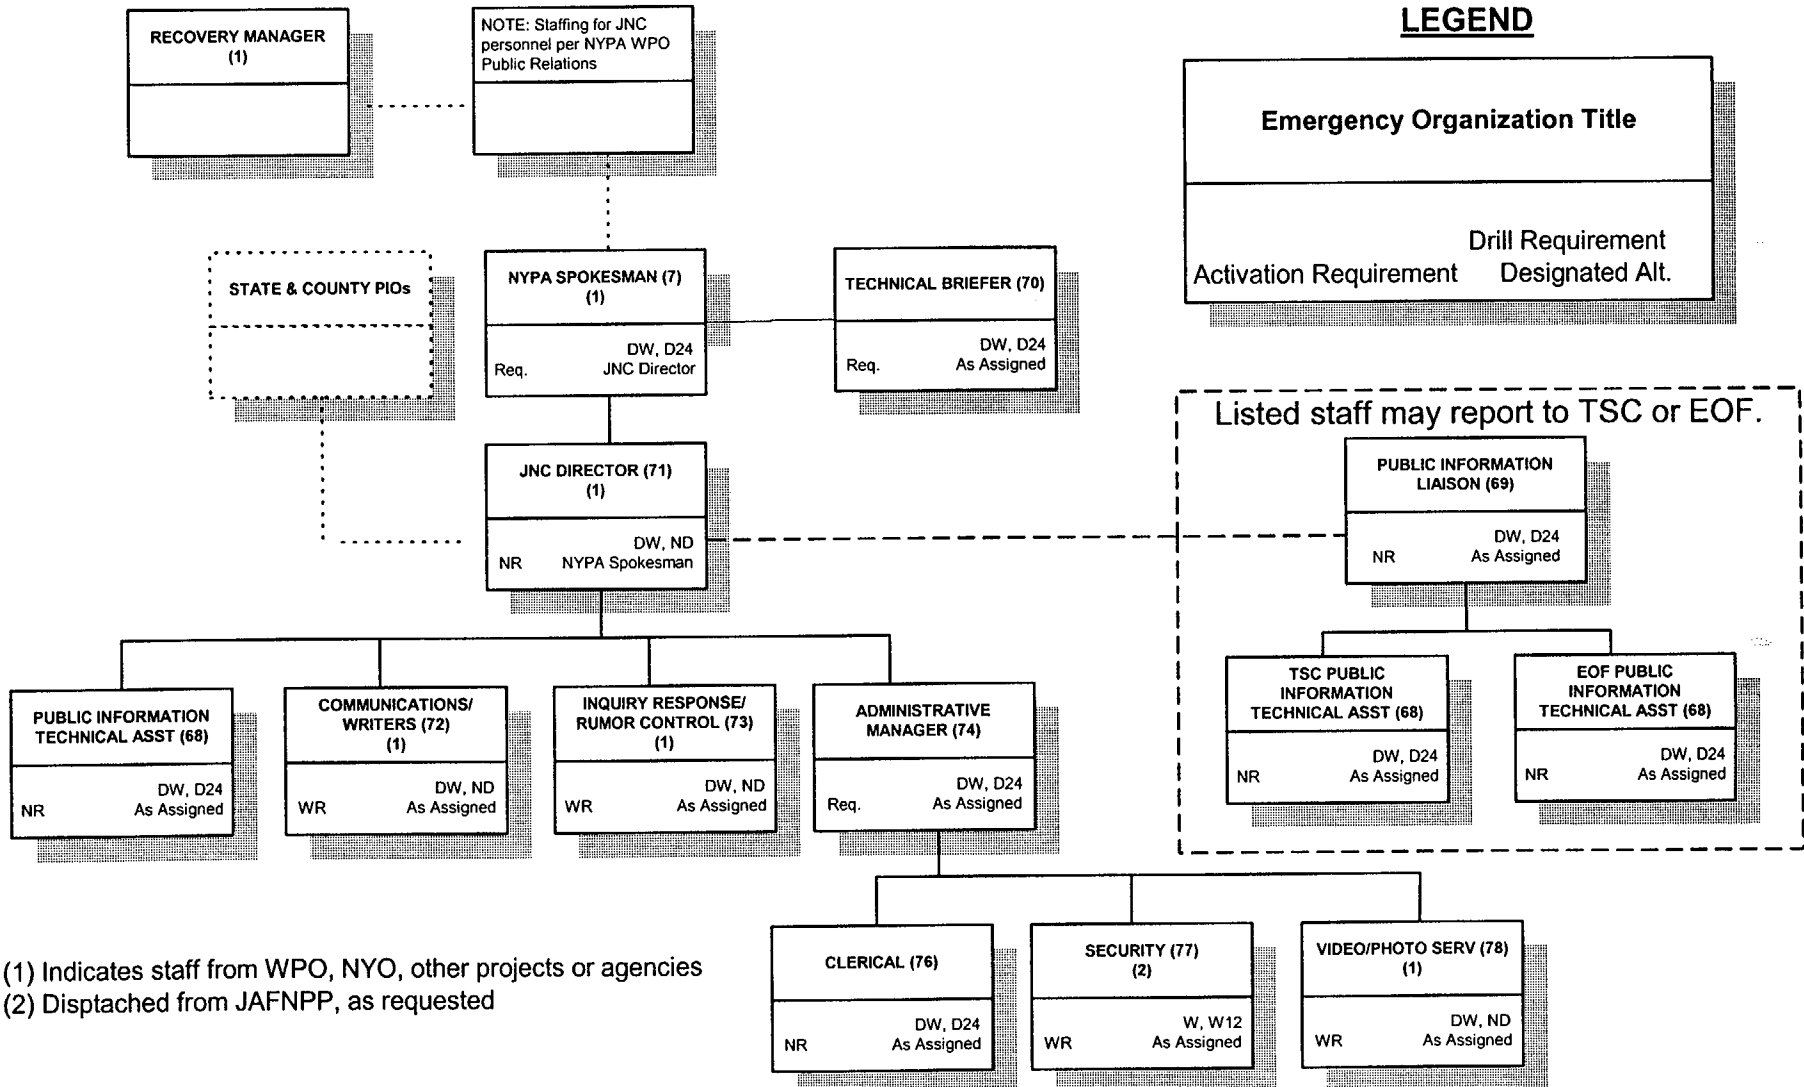 RECOVERY MANAGER
(1)
NOTE: Staffing for JNC
personnel per NYPA WPO
Public Relations
LEGEND
Emergency Organization Title
Drill Requirement
Activation Requirement Designated Alt.
STATE & COUNTY PIOs
NYPA SPOKESMAN (7)
(1)
DW, D24
Req. JNC Director
TECHNICAL BRIEFER (70)
DW, D24
Req. As Assigned
JNC DIRECTOR (71)
(1)
DW, ND
NR NYPA Spokesman
Listed staff may report to TSC or EOF.
PUBLIC INFORMATION
LIAISON (69)
DW, D24
NR As Assigned
PUBLIC INFORMATION
TECHNICAL ASST (68)
DW, D24
NR As Assigned
COMMUNICATIONS/
WRITERS (72)
(1)
DW, ND
WR As Assigned
INQUIRY RESPONSE/
RUMOR CONTROL (73)
(1)
DW, ND
WR As Assigned
ADMINISTRATIVE
MANAGER (74)
DW, D24
Req. As Assigned
TSC PUBLIC
INFORMATION
TECHNICAL ASST (68)
DW, D24
NR As Assigned
EOF PUBLIC
INFORMATION
TECHNICAL ASST (68)
DW, D24
NR As Assigned
CLERICAL (76)
DW, D24
NR As Assigned
SECURITY (77)
(2)
W, W12
WR As Assigned
VIDEO/PHOTO SERV (78)
(1)
DW, ND
WR As Assigned
(1) Indicates staff from WPO, NYO, other projects or agencies
(2) Disptached from JAFNPP, as requested